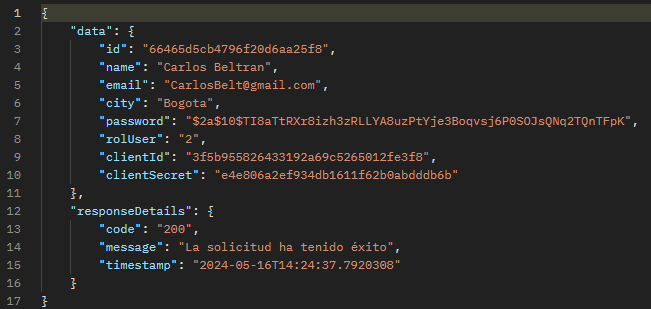 1 {
2 "data": {
3 "id": "66465d5cb4796f20d6aa25f8",
4 "name": "Carlos Beltran",
5 "email": "CarlosBelt@gmail.com",
6 "city": "Bogota",
7 "password": "$2a$10$TI8aTtRXr8izh3zRLLYA8uzPtYje3Boqvsj6P0SOJsQNq2TQnTFpK",
8 "rolUser": "2",
9 "clientId": "3f5b955826433192a69c5265012fe3f8",
10 "clientSecret": "e4e806a2ef934db1611f62b0abdddb6b"
11 },
12 "responseDetails": {
13 "code": "200",
14 "message": "La solicitud ha tenido éxito",
15 "timestamp": "2024-05-16T14:24:37.7920308"
16 }
17 }